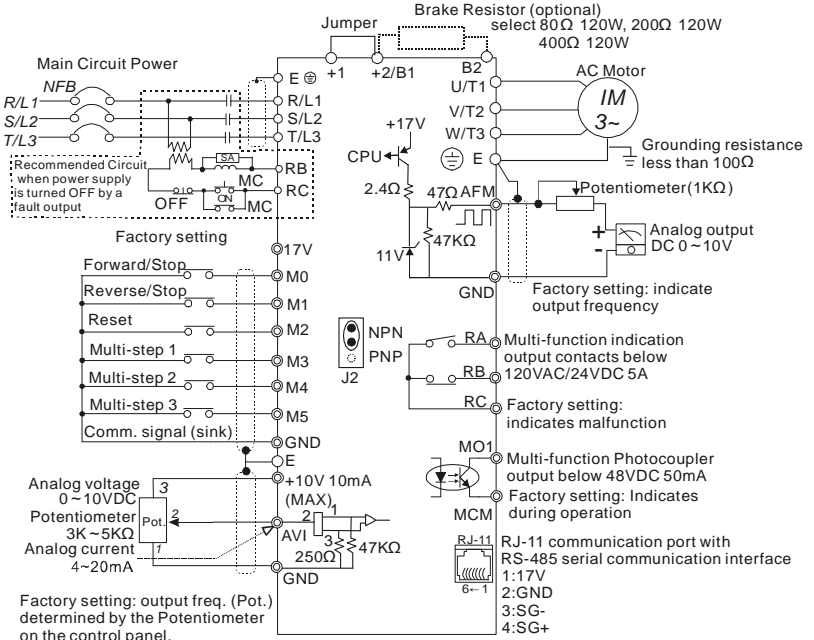 Brake Resistor (optional)
select 80Ω 120W, 200Ω 120W
400Ω 120W
Jumper
+1
+2/B1
B2
Main Circuit Power
NFB
R/L1
S/L2
T/L3
E
R/L1
S/L2
T/L3
Recommended Circuit
when power supply
is turned OFF by a
fault output
SA
MC
OFF
ON
MC
RB
RC
U/T1
V/T2
W/T3
E
AC Motor
IM
3~
Grounding resistance
less than 100Ω
+17V
CPU
2.4Ω
47Ω
AFM
47KΩ
11V
GND
Potentiometer(1KΩ)
+
-
Analog output
DC 0~10V
Factory setting: indicate
output frequency
Factory setting
17V
Forward/Stop
M0
Reverse/Stop
M1
Reset
M2
Multi-step 1
M3
Multi-step 2
M4
Multi-step 3
M5
Comm. signal (sink)
GND
E
NPN
PNP
J2
RA
RB
RC
Multi-function indication
output contacts below
120VAC/24VDC 5A
Factory setting:
indicates malfunction
MO1
MCM
Multi-function Photocoupler
output below 48VDC 50mA
Factory setting: Indicates
during operation
Analog voltage
0~10VDC
Potentiometer
3K~5KΩ
Analog current
4~20mA
3
Pot.
2
1
+10V 10mA
(MAX)
AVI
2
1
3
250Ω
47KΩ
GND
RJ-11
6←1
RJ-11 communication port with
RS-485 serial communication interface
1:17V
2:GND
3:SG-
4:SG+
Factory setting: output freq. (Pot.)
determined by the Potentiometer
on the control panel.